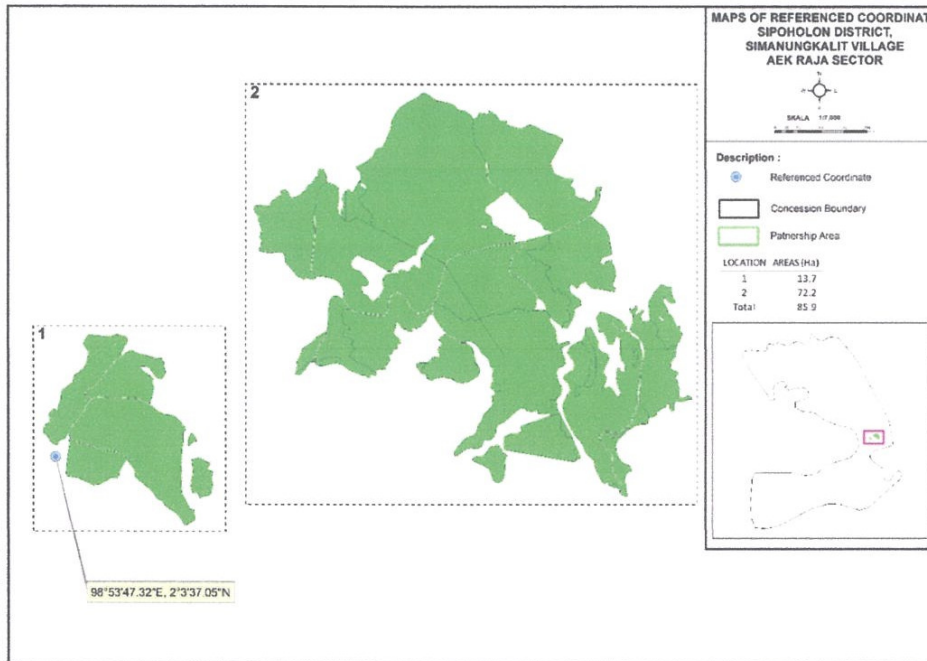 MAPS OF REFERENCED COORDINAT
SIPOHOLON DISTRICT,
SIMANUNGKALIT VILLAGE
AEK RAJA SECTOR
SKALA 1:7,000
Description :
Referenced Coordinate
Concession Boundary
Patnership Area
LOCATION AREAS (Ha)
1 13.7
2 72.2
Total 85.9
2
1
98°53'47.32"E, 2°3'37.05"N